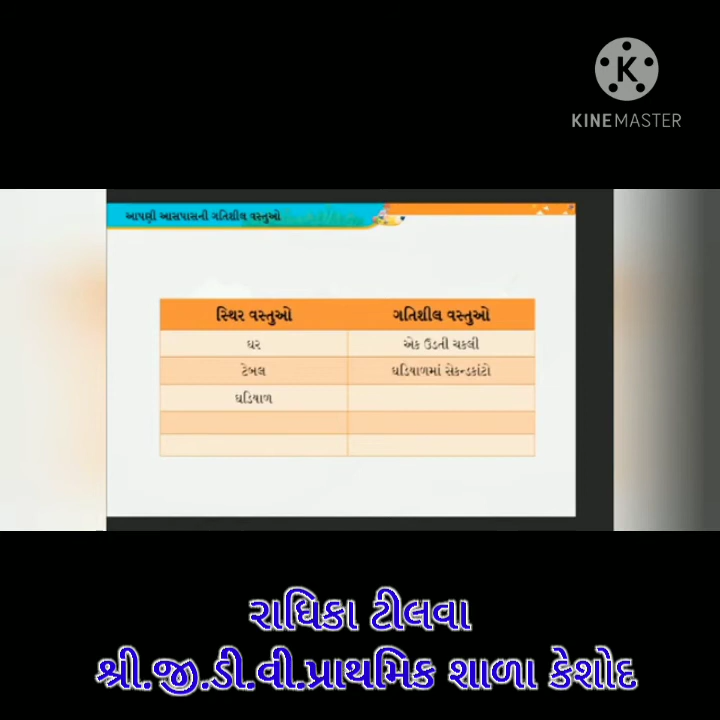 KINEMASTER
આપણી આસપાસની ગતિશીલ વસ્તુઓ
સ્થિર વસ્તુઓ ગતિશીલ વસ્તુઓ
ઘર એક ઉડતી ચકલી
ટેબલ ઘડિયાળમાં સેકન્ડકાંટો
ઘડિયાળ
રાધિકા ટીલવા
શ્રી.જી.ડી.વી.પ્રાથમિક શાળા કેશોદ